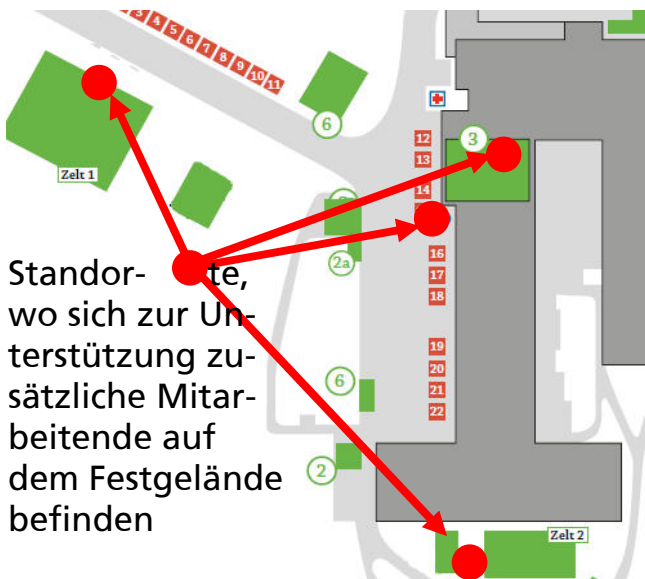 3
4
5
6
7
8
9
10
11
6
12
13
3
14
Zelt 1
2a
16
17
18
Standor- te,
wo sich zur Un-
terstützung zu-
sätzliche Mitar-
beitende auf
dem Festgelände
befinden
19
20
21
22
6
2
Zelt 2